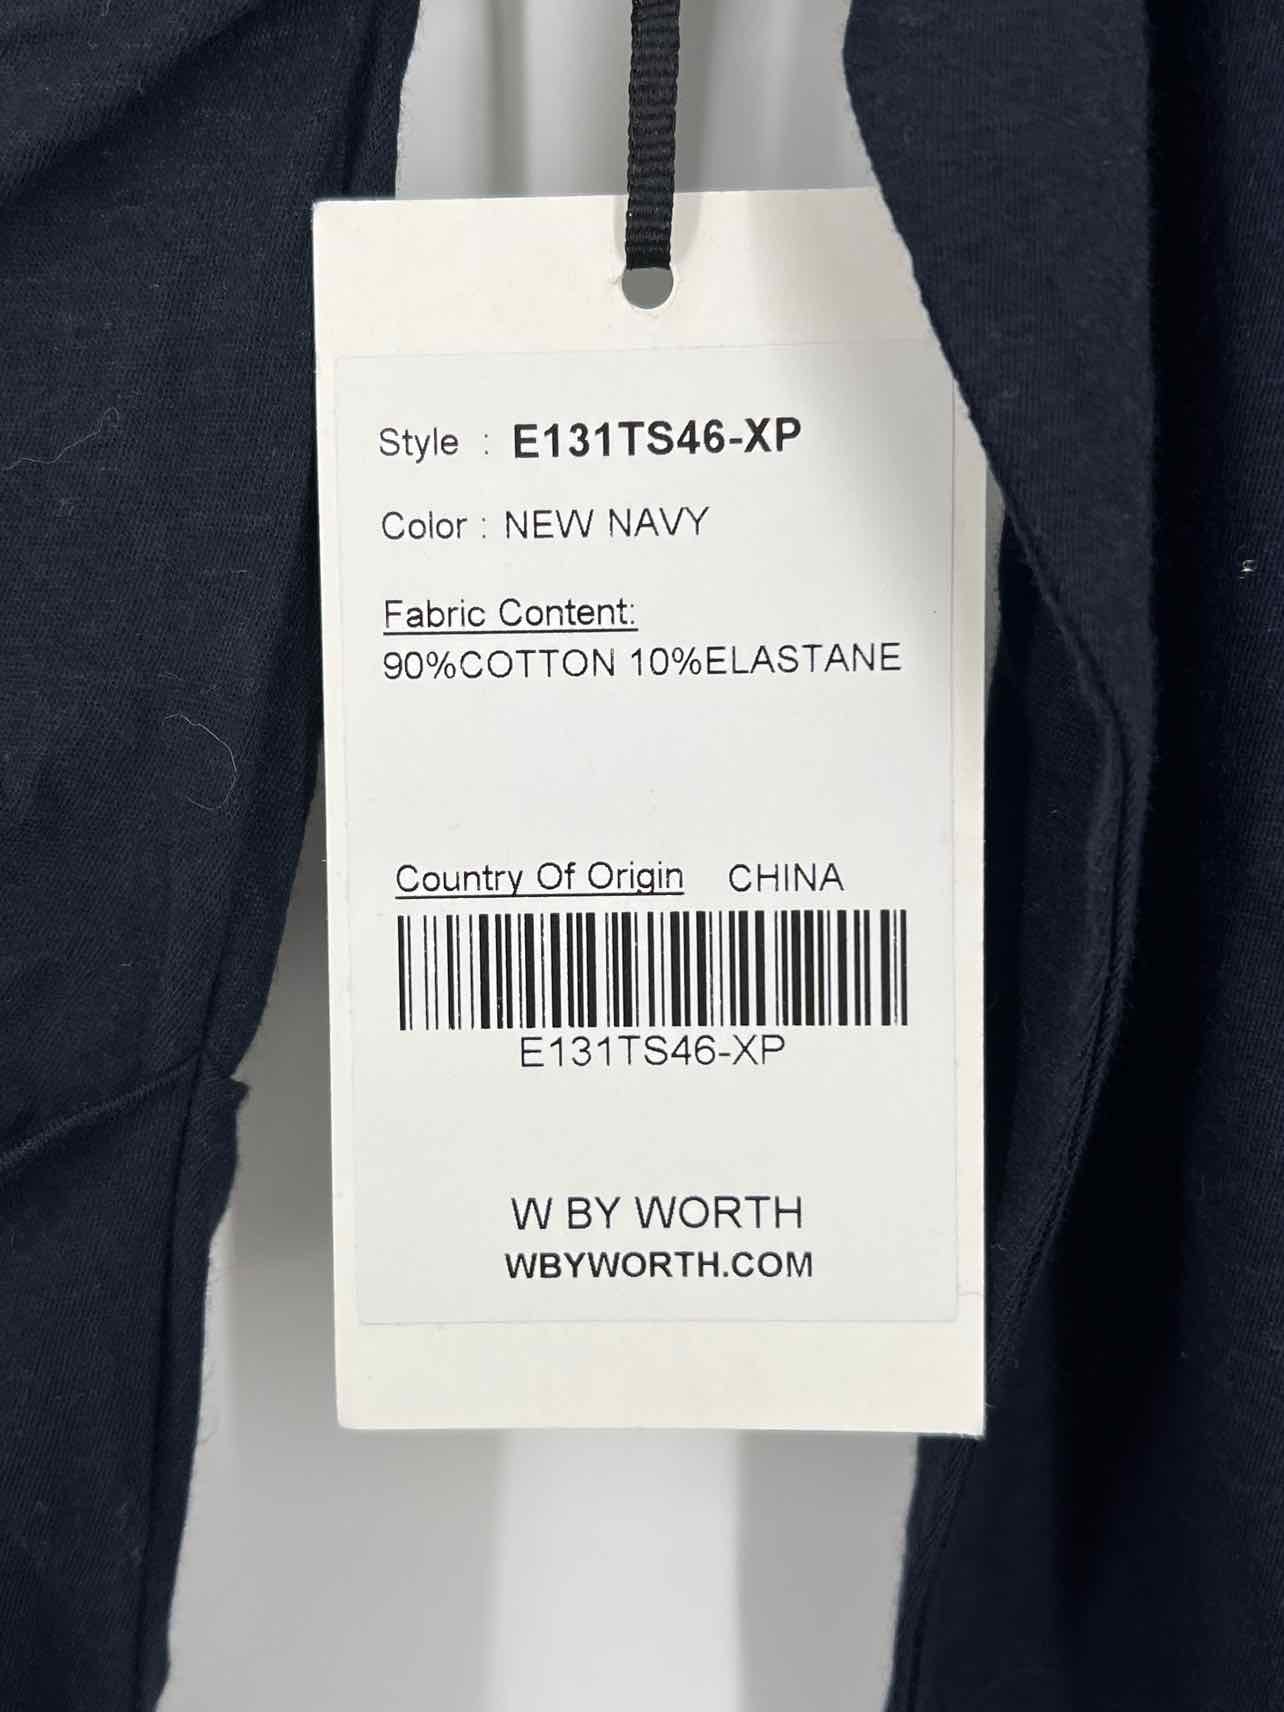 Style : E131TS46-XP
Color : NEW NAVY
Fabric Content:
90%COTTON 10%ELASTANE
Country Of Origin CHINA
E131TS46-XP
W BY WORTH
WBYWORTH.COM